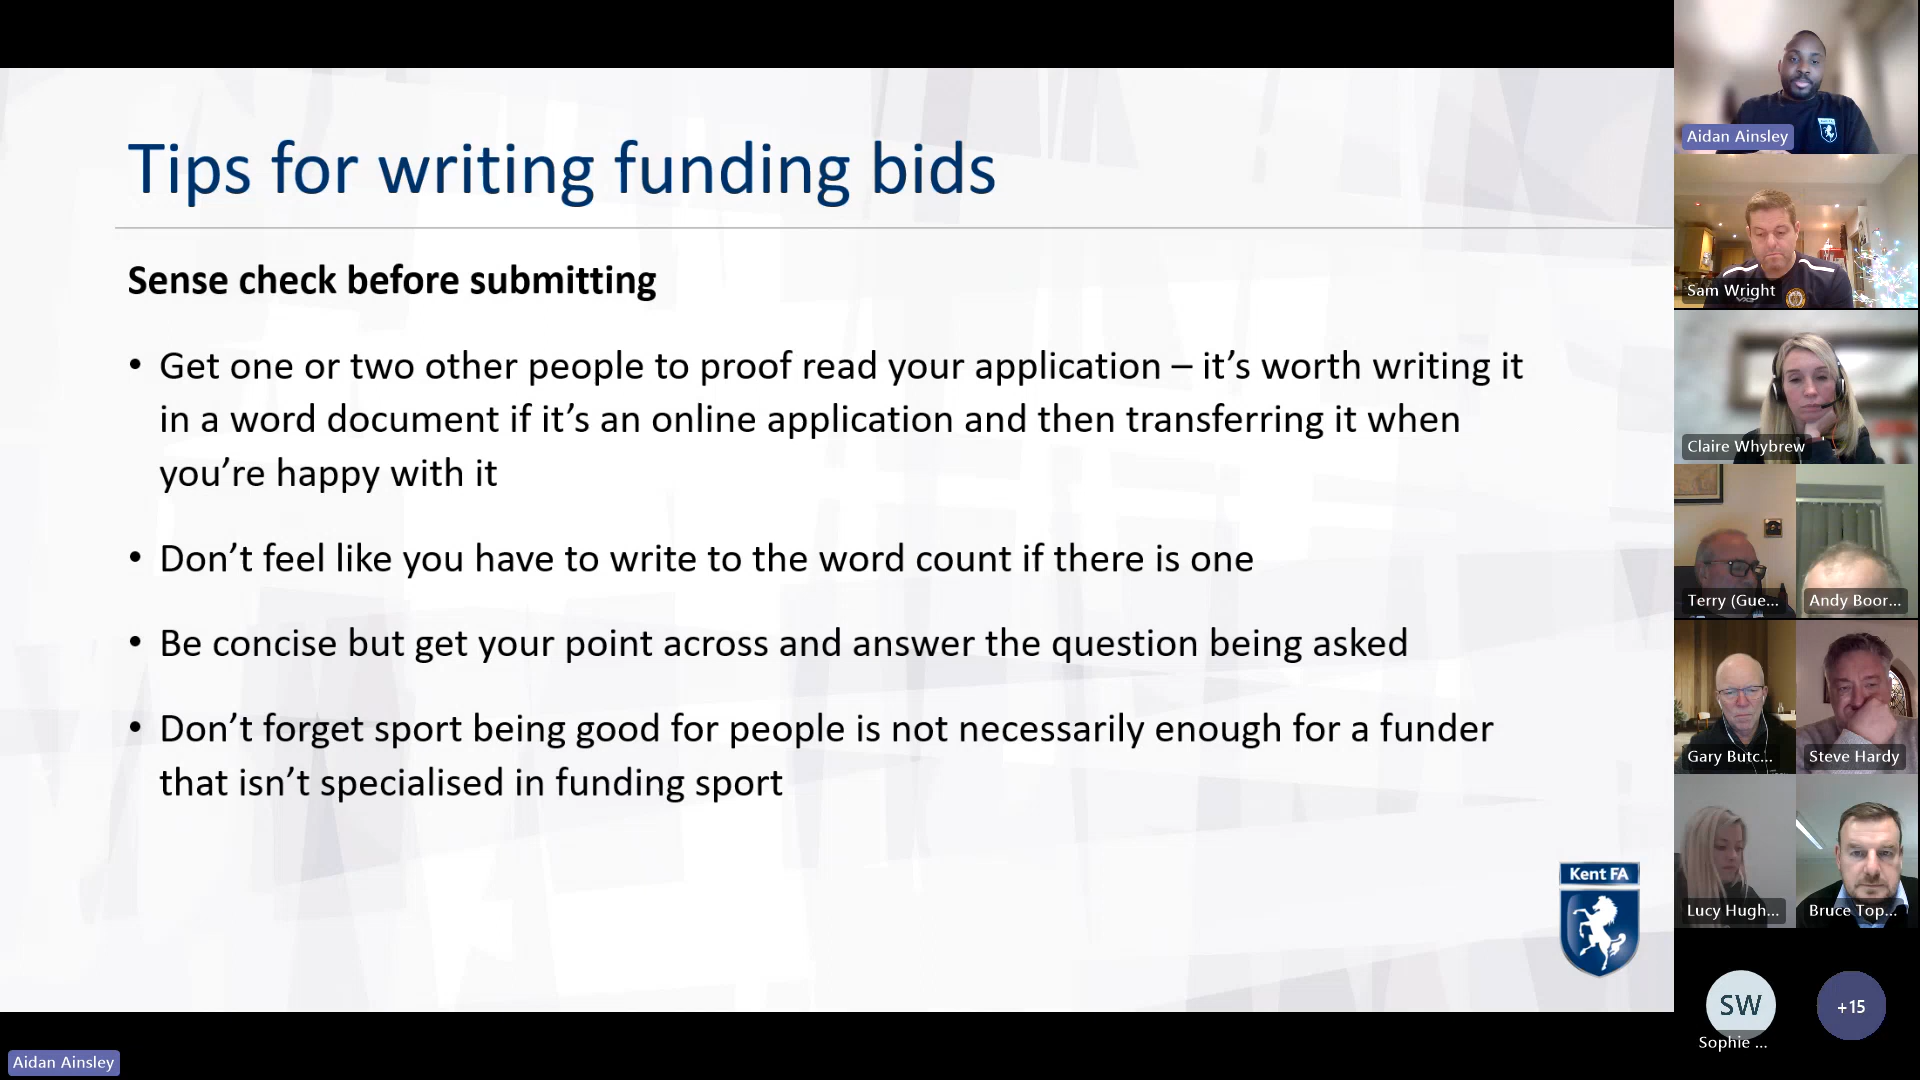 Tips for writing funding bids
Sense check before submitting
• Get one or two other people to proof read your application – it's worth writing it
in a word document if it's an online application and then transferring it when
you're happy with it
• Don't feel like you have to write to the word count if there is one
• Be concise but get your point across and answer the question being asked
• Don't forget sport being good for people is not necessarily enough for a funder
that isn't specialised in funding sport
Kent FA
Aidan Ainsley
Aidan Ainsley
Sam Wright
Claire Whybrew
Terry (Gue...
Andy Boor...
Gary Butc...
Steve Hardy
Lucy Hugh...
Bruce Top...
SW
Sophie ...
+15